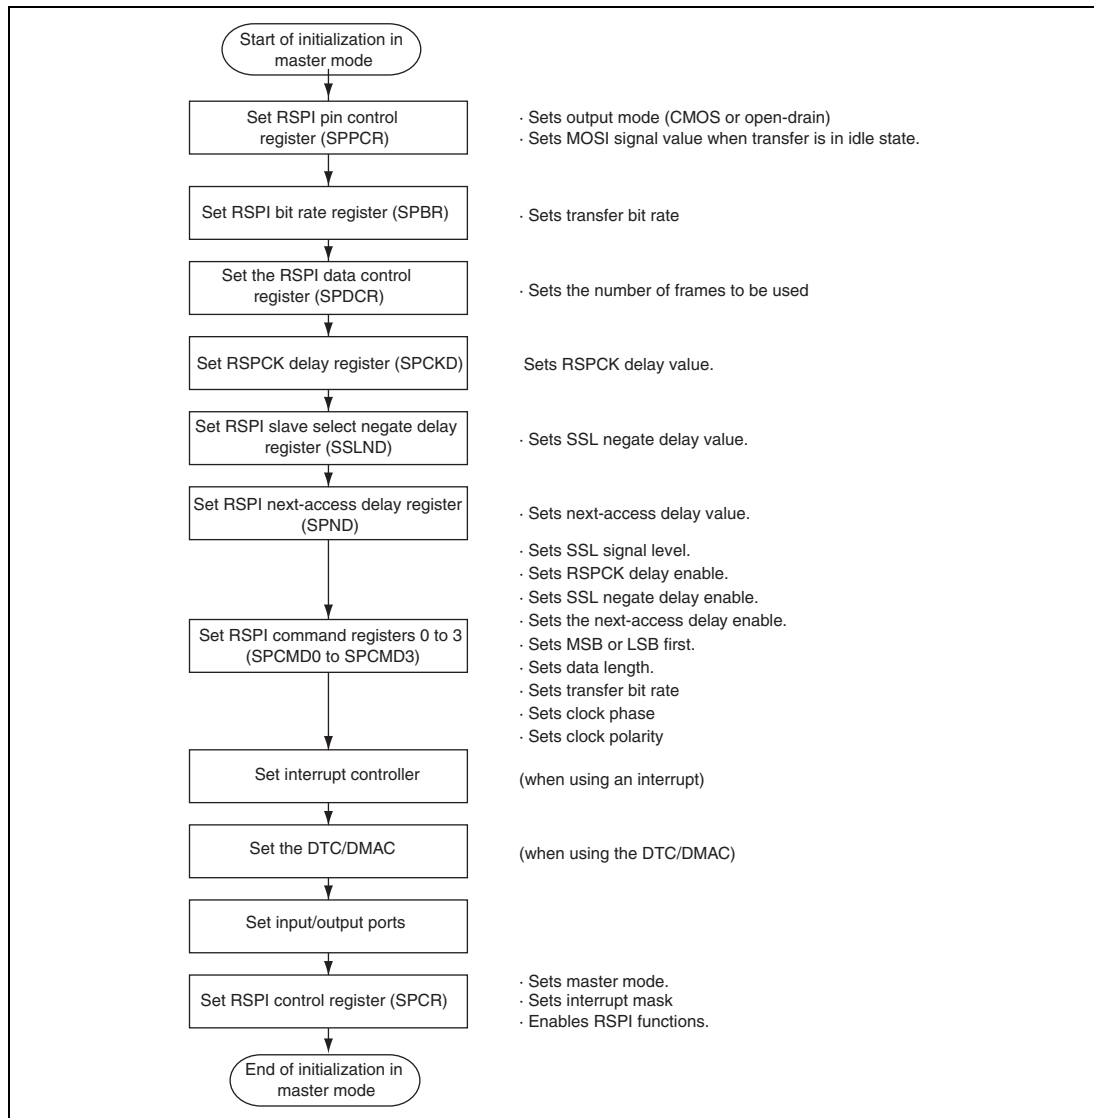 Start of initialization in
master mode
Set RSPI pin control
register (SPPCR)
· Sets output mode (CMOS or open-drain)
· Sets MOSI signal value when transfer is in idle state.
Set RSPI bit rate register (SPBR)
· Sets transfer bit rate
Set the RSPI data control
register (SPDCR)
· Sets the number of frames to be used
Set RSPCK delay register (SPCKD)
Sets RSPCK delay value.
Set RSPI slave select negate delay
register (SSLND)
· Sets SSL negate delay value.
Set RSPI next-access delay register
(SPND)
· Sets next-access delay value.
Set RSPI command registers 0 to 3
(SPCMD0 to SPCMD3)
· Sets SSL signal level.
· Sets RSPCK delay enable.
· Sets SSL negate delay enable.
· Sets the next-access delay enable.
· Sets MSB or LSB first.
· Sets data length.
· Sets transfer bit rate
· Sets clock phase
· Sets clock polarity
Set interrupt controller
(when using an interrupt)
Set the DTC/DMAC
(when using the DTC/DMAC)
Set input/output ports
Set RSPI control register (SPCR)
· Sets master mode.
· Sets interrupt mask
· Enables RSPI functions.
End of initialization in
master mode